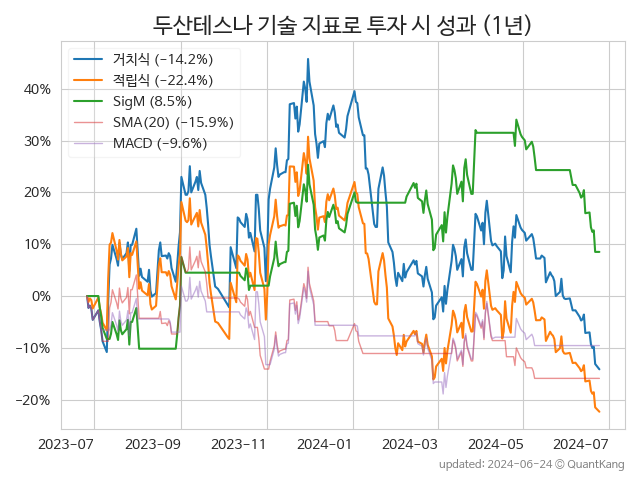 두산테스나 기술 지표로 투자 시 성과 (1년)
거치식 (−14.2%)
적립식 (−22.4%)
SigM (8.5%)
SMA(20) (−15.9%)
MACD (−9.6%)
40%
30%
20%
10%
0%
−10%
−20%
2023-07 2023-09 2023-11 2024-01 2024-03 2024-05 2024-07
updated: 2024-06-24 © QuantKang